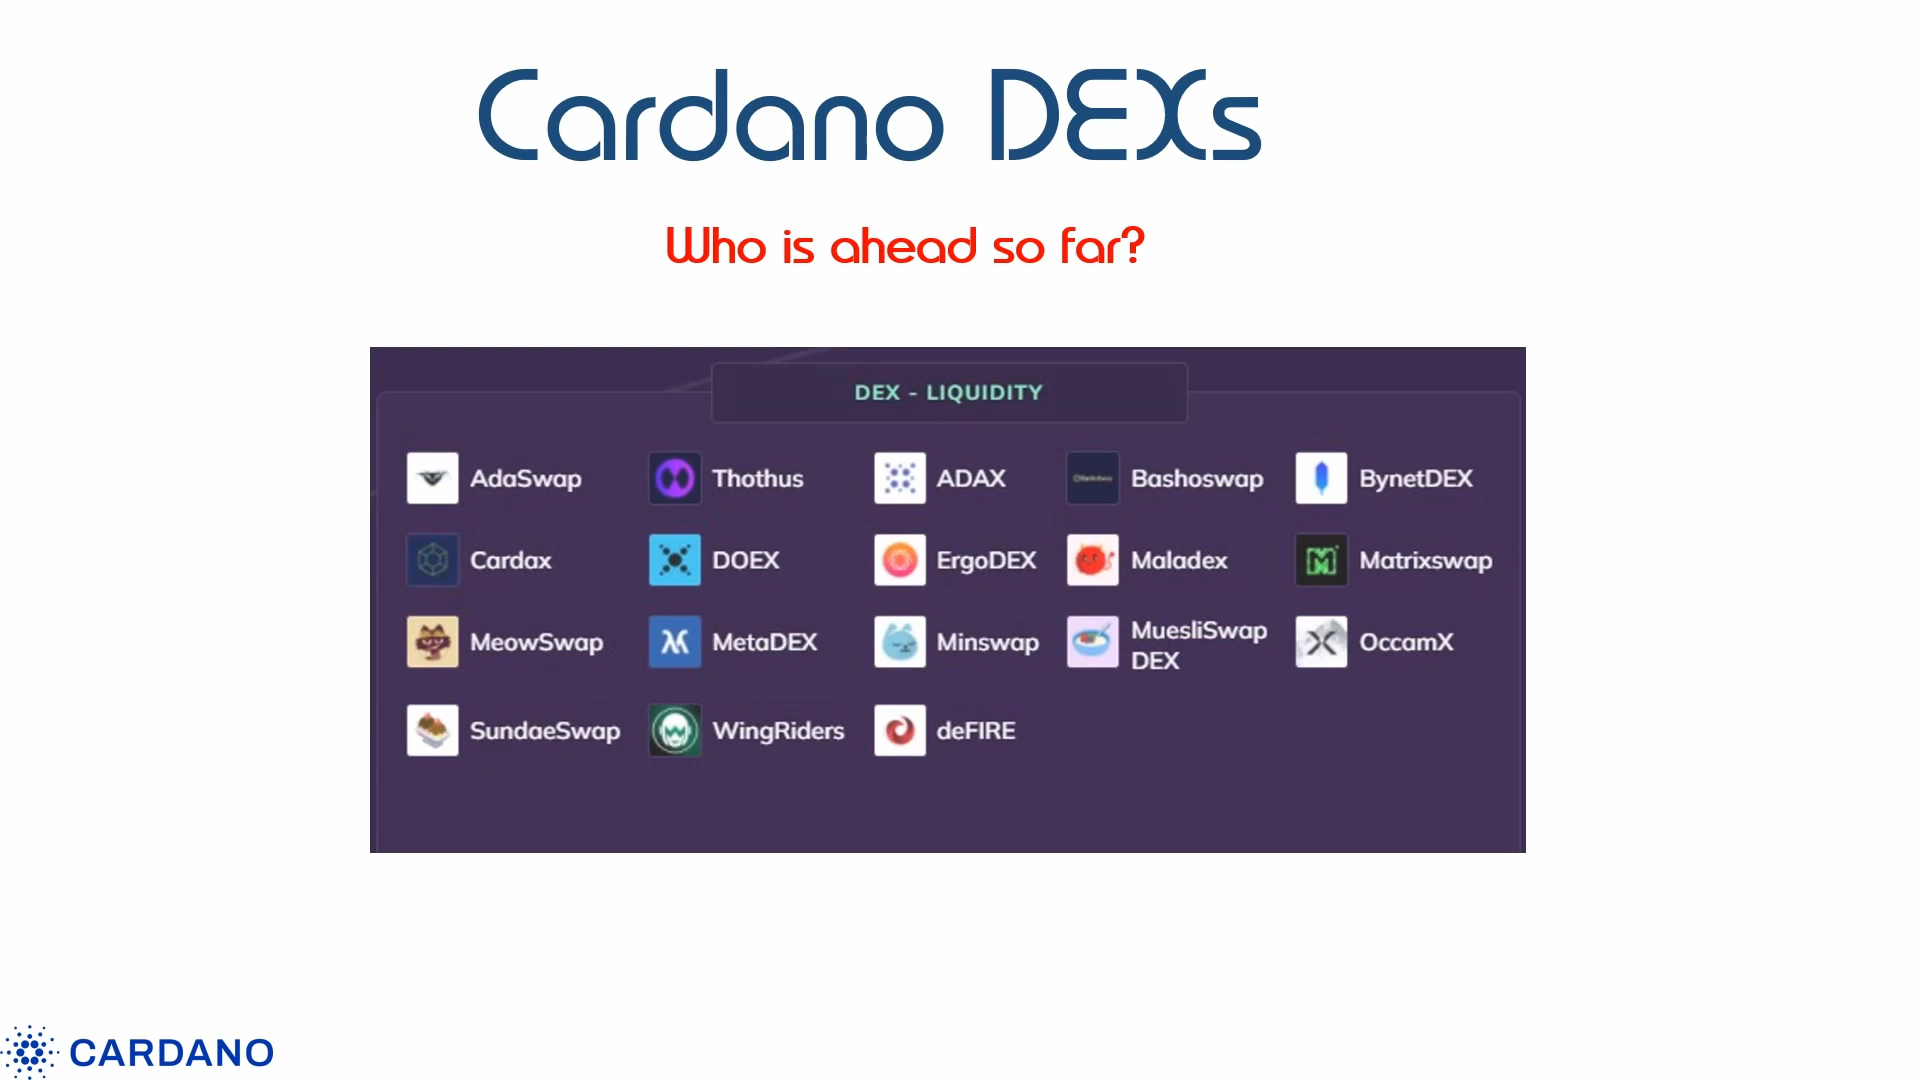 Cardano DEXs
Who is ahead so far?
DEX - LIQUIDITY
AdaSwap
Thothus
ADAX
Bashoswap
BynetDEX
Cardax
DOEX
ErgoDEX
Maladex
Matrixswap
MeowSwap
MetaDEX
Minswap
MuesliSwap
DEX
OccamX
SundaeSwap
WingRiders
deFIRE
CARDANO